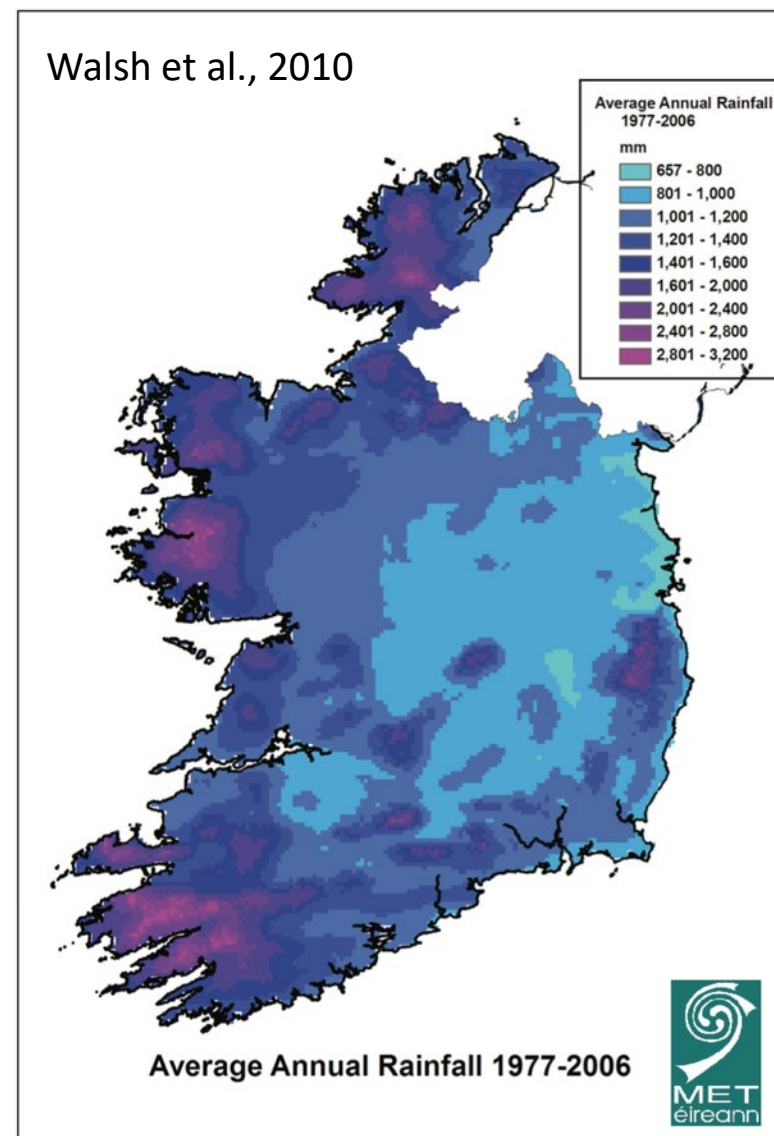 Walsh et al., 2010
Average Annual Rainfall
1977-2006
mm
657 - 800
801 - 1,000
1,001 - 1,200
1,201 - 1,400
1,401 - 1,600
1,601 - 2,000
2,001 - 2,400
2,401 - 2,800
2,801 - 3,200
Average Annual Rainfall 1977-2006
MET
éireann